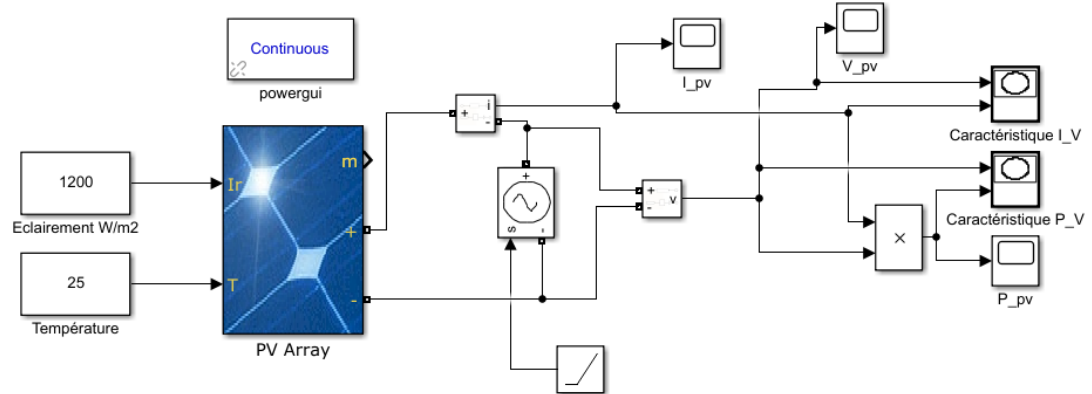 Continuous
powergui
I_pv
V_pv
i
+
-
Caractéristique I_V
1200
Ir
m
Eclairement W/m2
+
+
-
v
s
-
×
Caractéristique P_V
25
T
+
-
Température
P_pv
PV Array